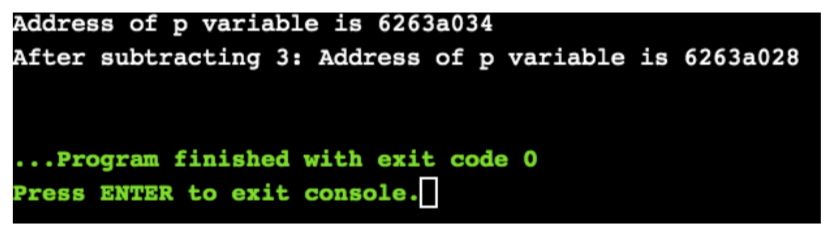 Address of p variable is 6263a034
After subtracting 3: Address of p variable is 6263a028
...Program finished with exit code 0
Press ENTER to exit console.